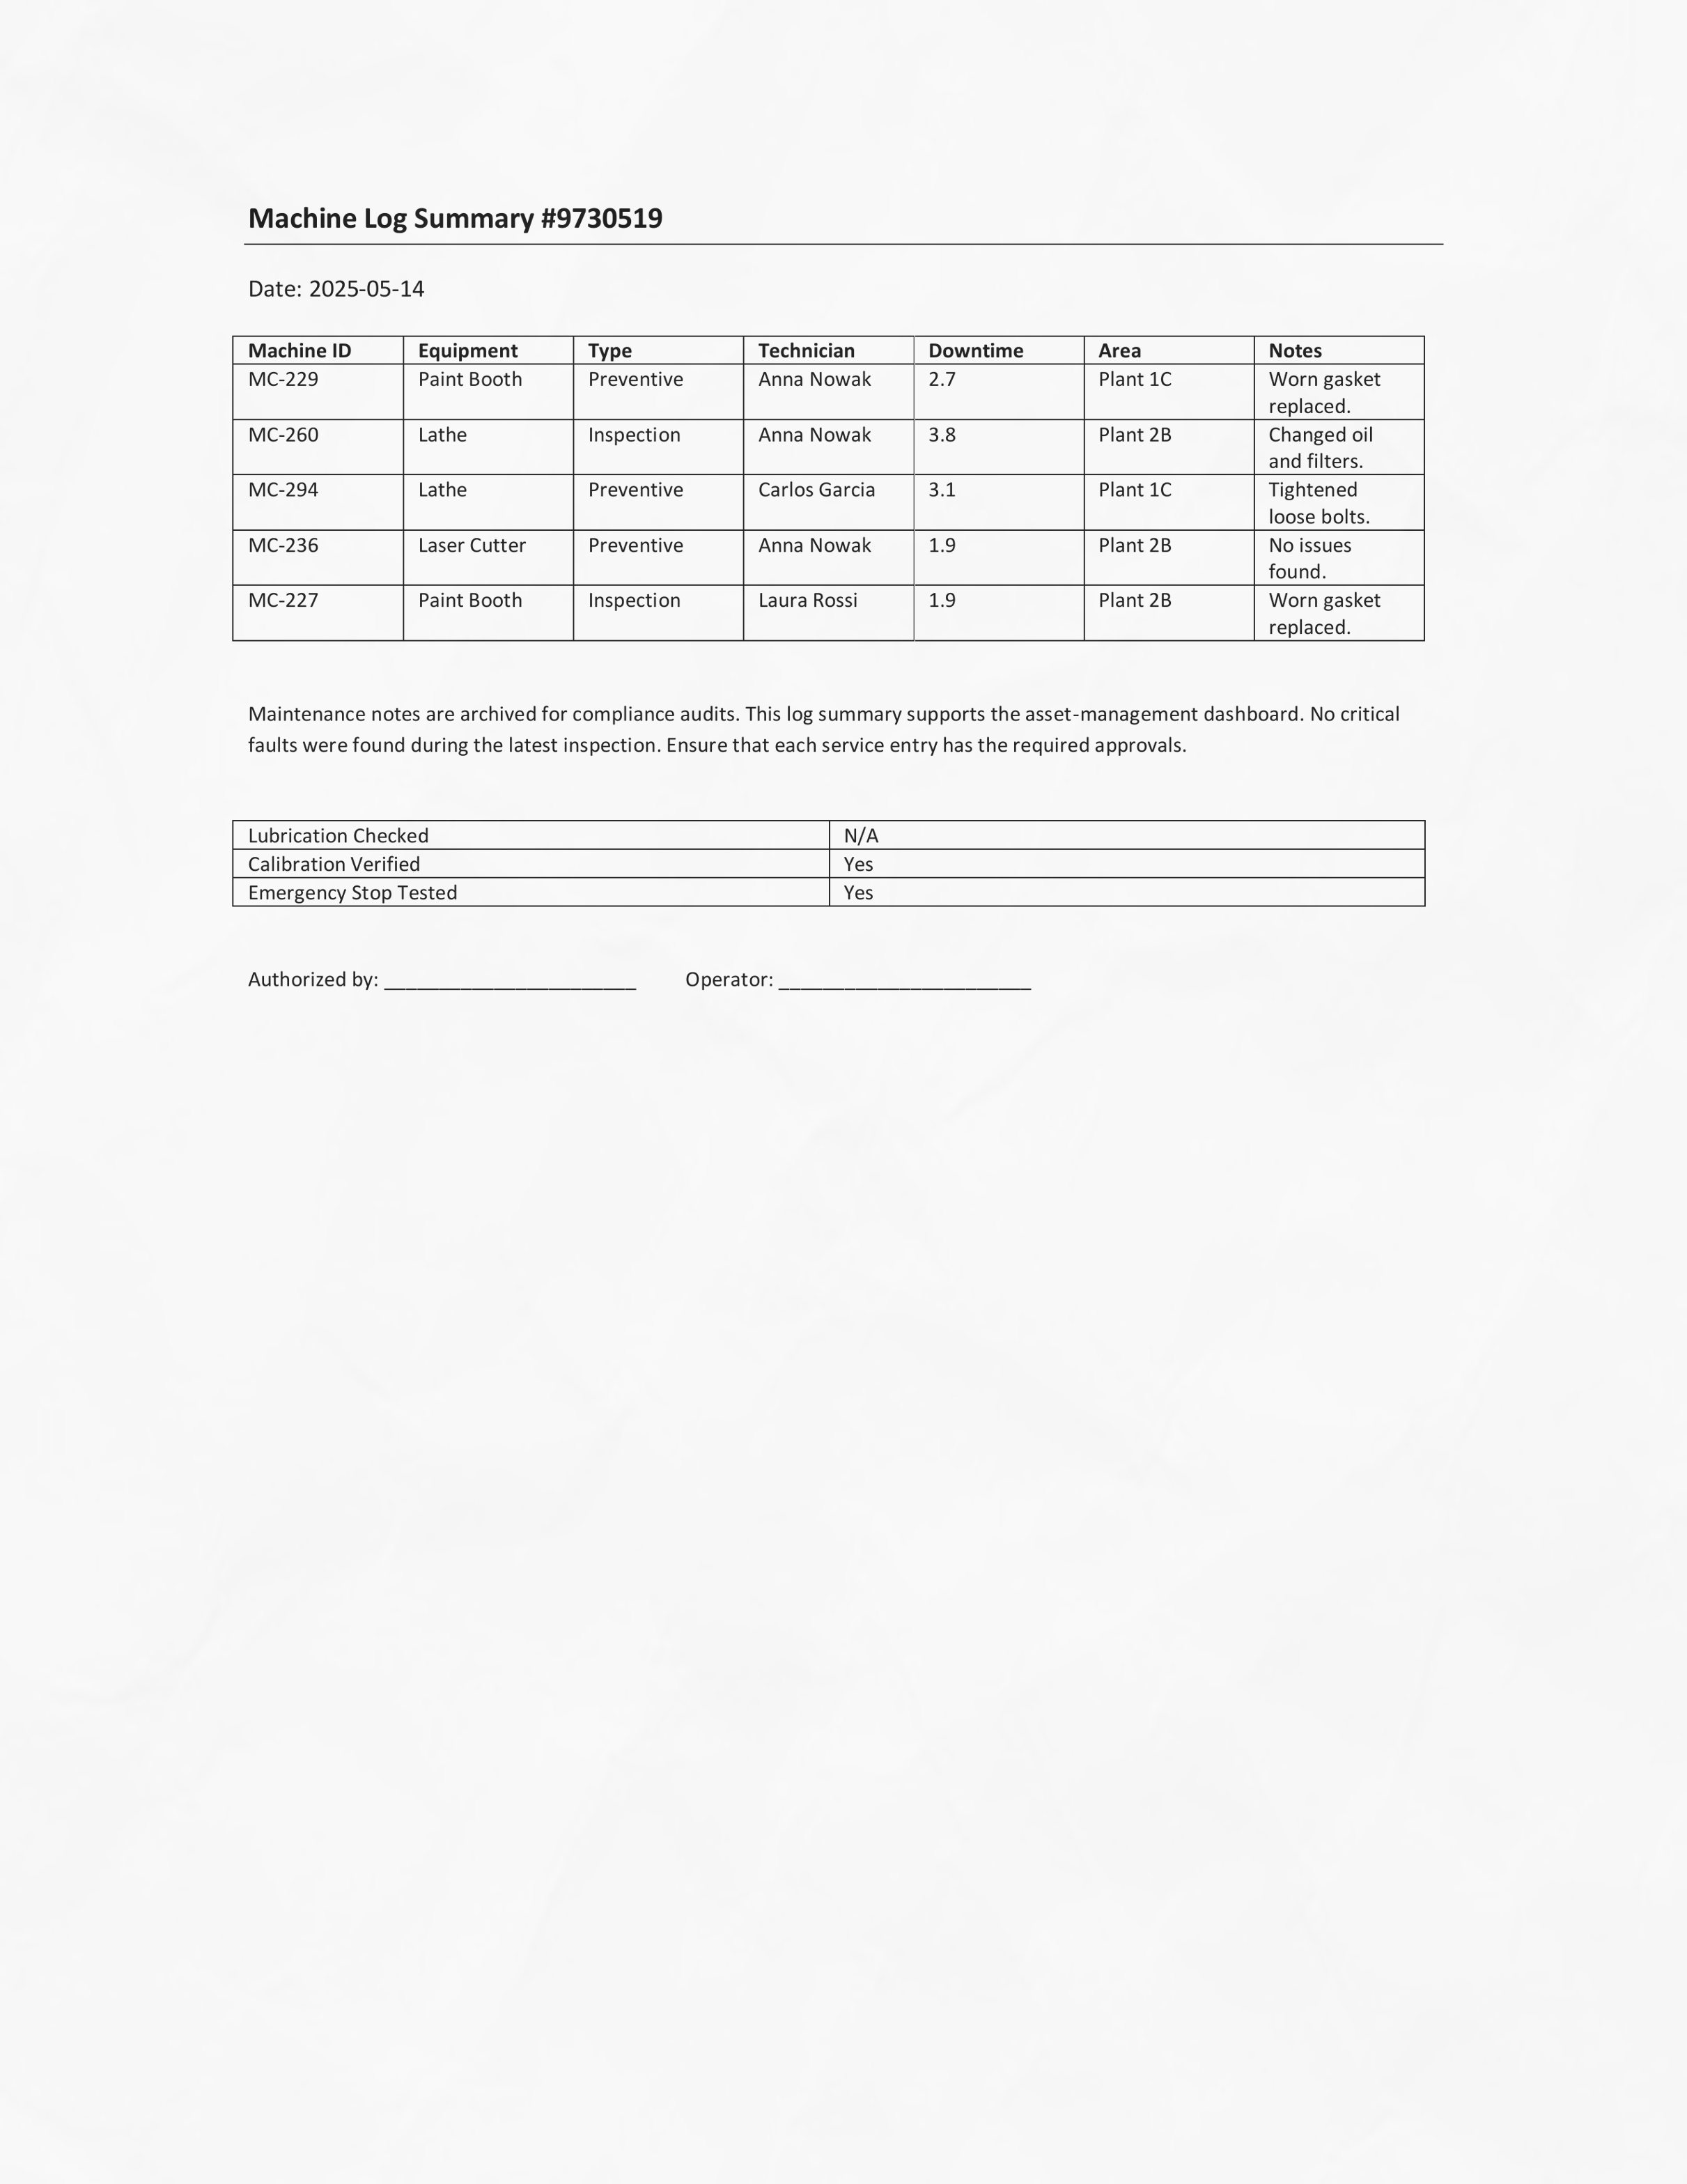 Machine Log Summary #9730519
Date: 2025-05-14
Machine ID Equipment Type Technician Downtime Area Notes
MC-229 Paint Booth Preventive Anna Nowak 2.7 Plant 1C Worn gasket
replaced.
MC-260 Lathe Inspection Anna Nowak 3.8 Plant 2B Changed oil
and filters.
MC-294 Lathe Preventive Carlos Garcia 3.1 Plant 1C Tightened
loose bolts.
MC-236 Laser Cutter Preventive Anna Nowak 1.9 Plant 2B No issues
found.
MC-227 Paint Booth Inspection Laura Rossi 1.9 Plant 2B Worn gasket
replaced.
Maintenance notes are archived for compliance audits. This log summary supports the asset-management dashboard. No critical
faults were found during the latest inspection. Ensure that each service entry has the required approvals.
Lubrication Checked N/A
Calibration Verified Yes
Emergency Stop Tested Yes
Authorized by: _______________________ Operator: _______________________